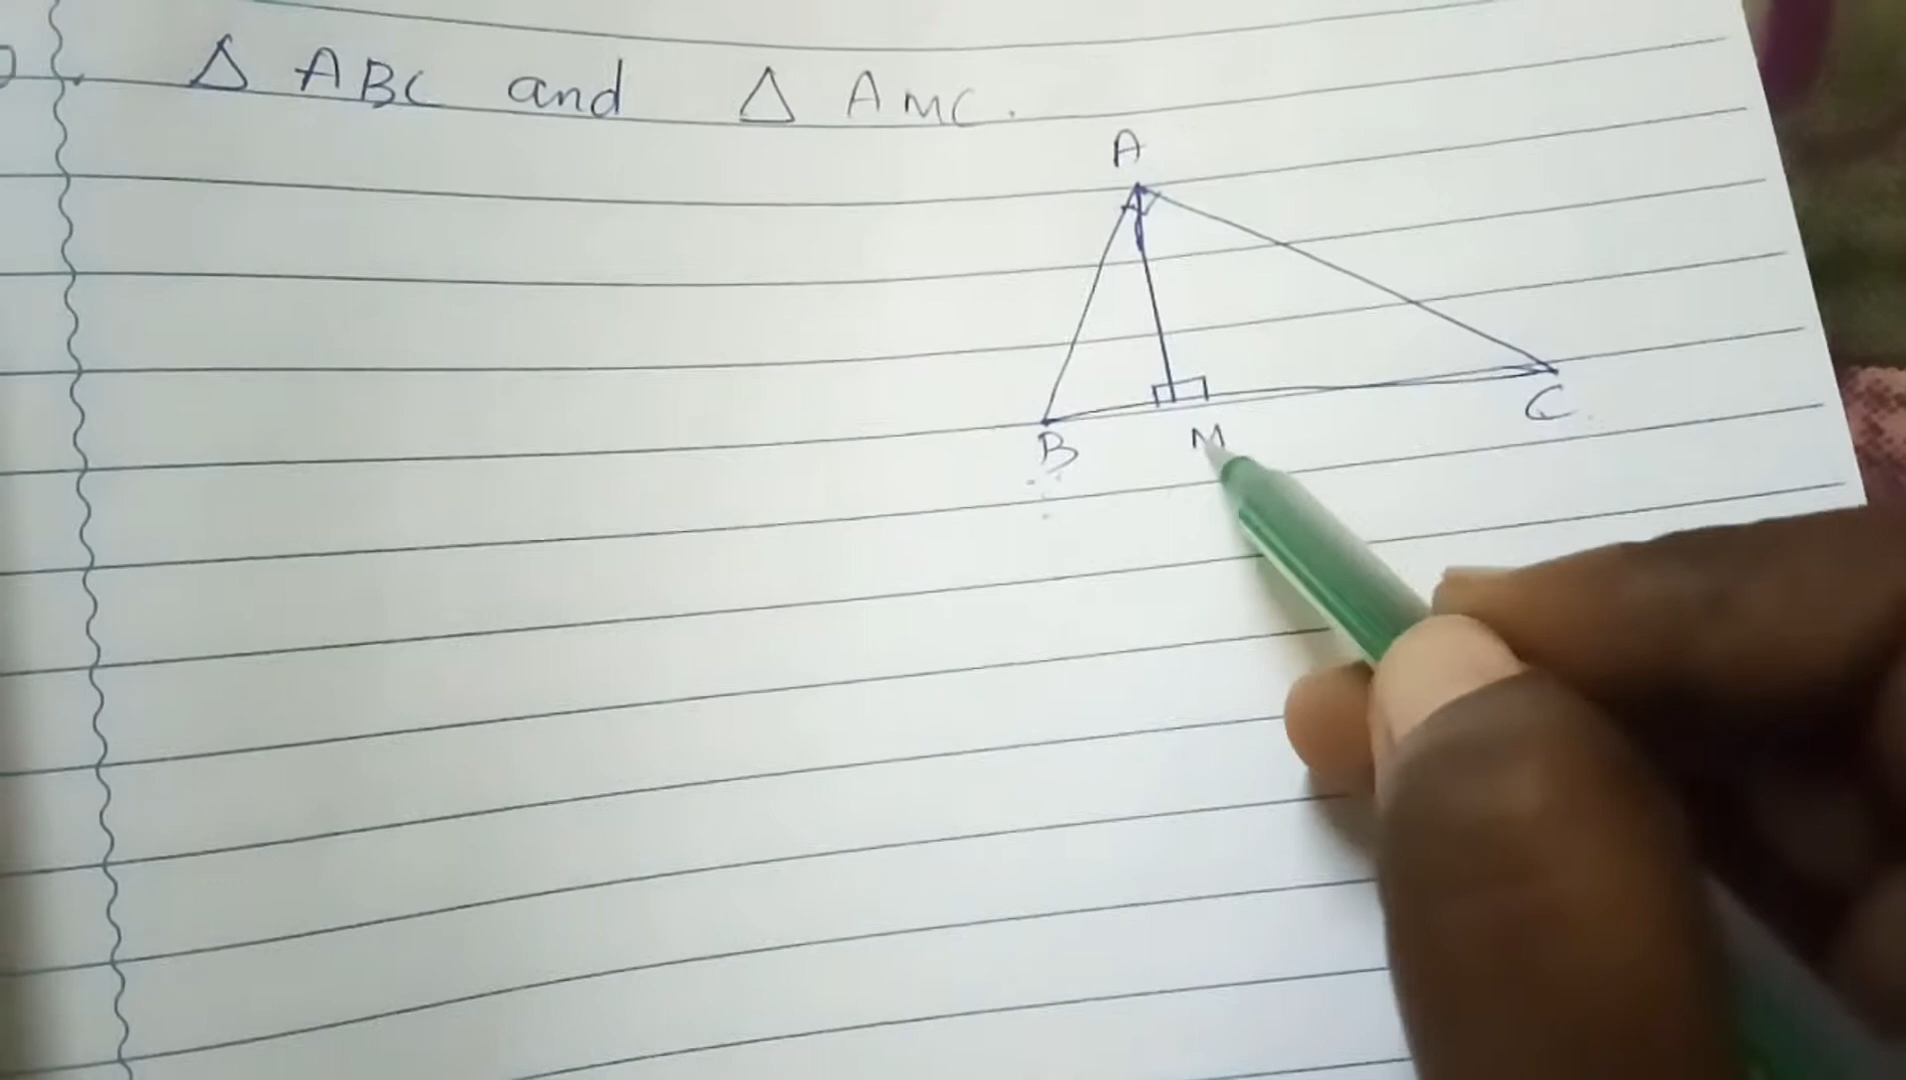 Δ ABC and Δ AMC.
A
B
M
C